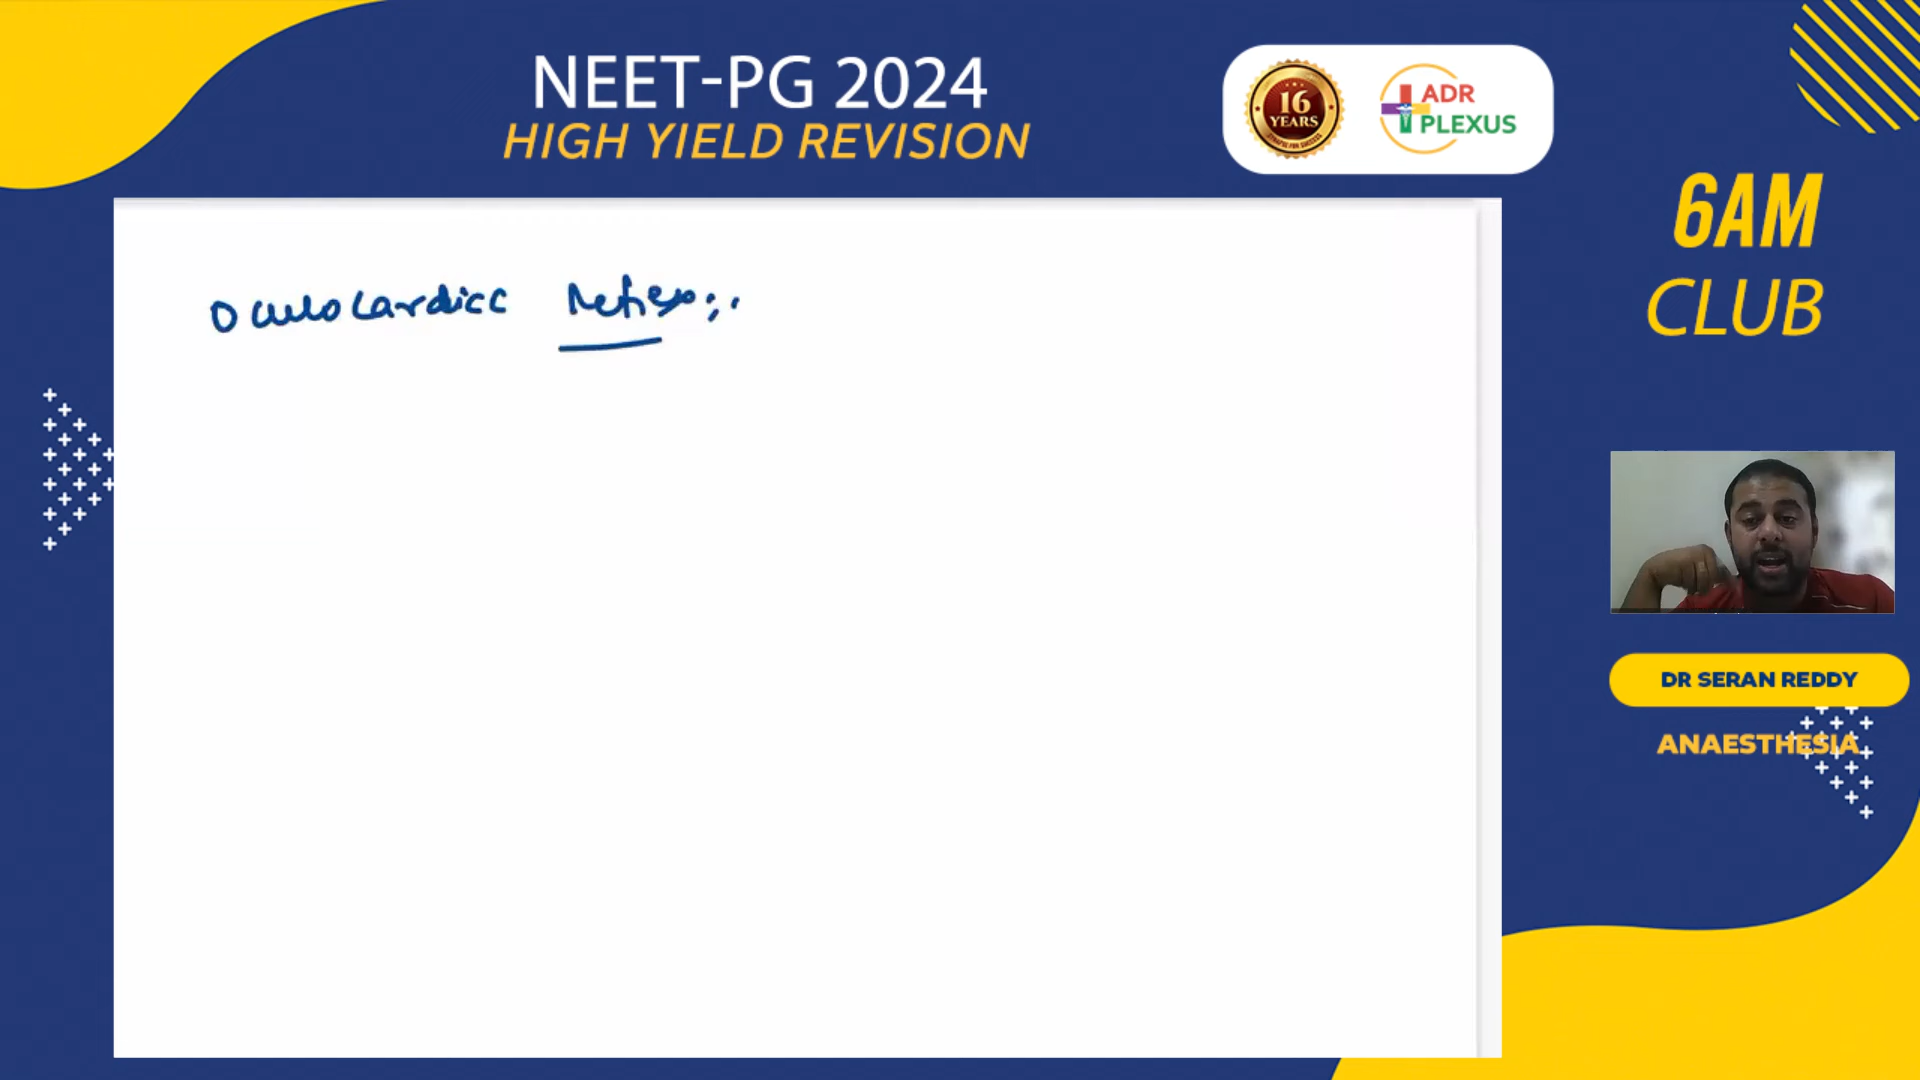 NEET-PG 2024
HIGH YIELD REVISION
16
YEARS
ADR
PLEXUS
6AM
CLUB
Oculocardiac Reflex:,
DR SERAN REDDY
ANAESTHESIA